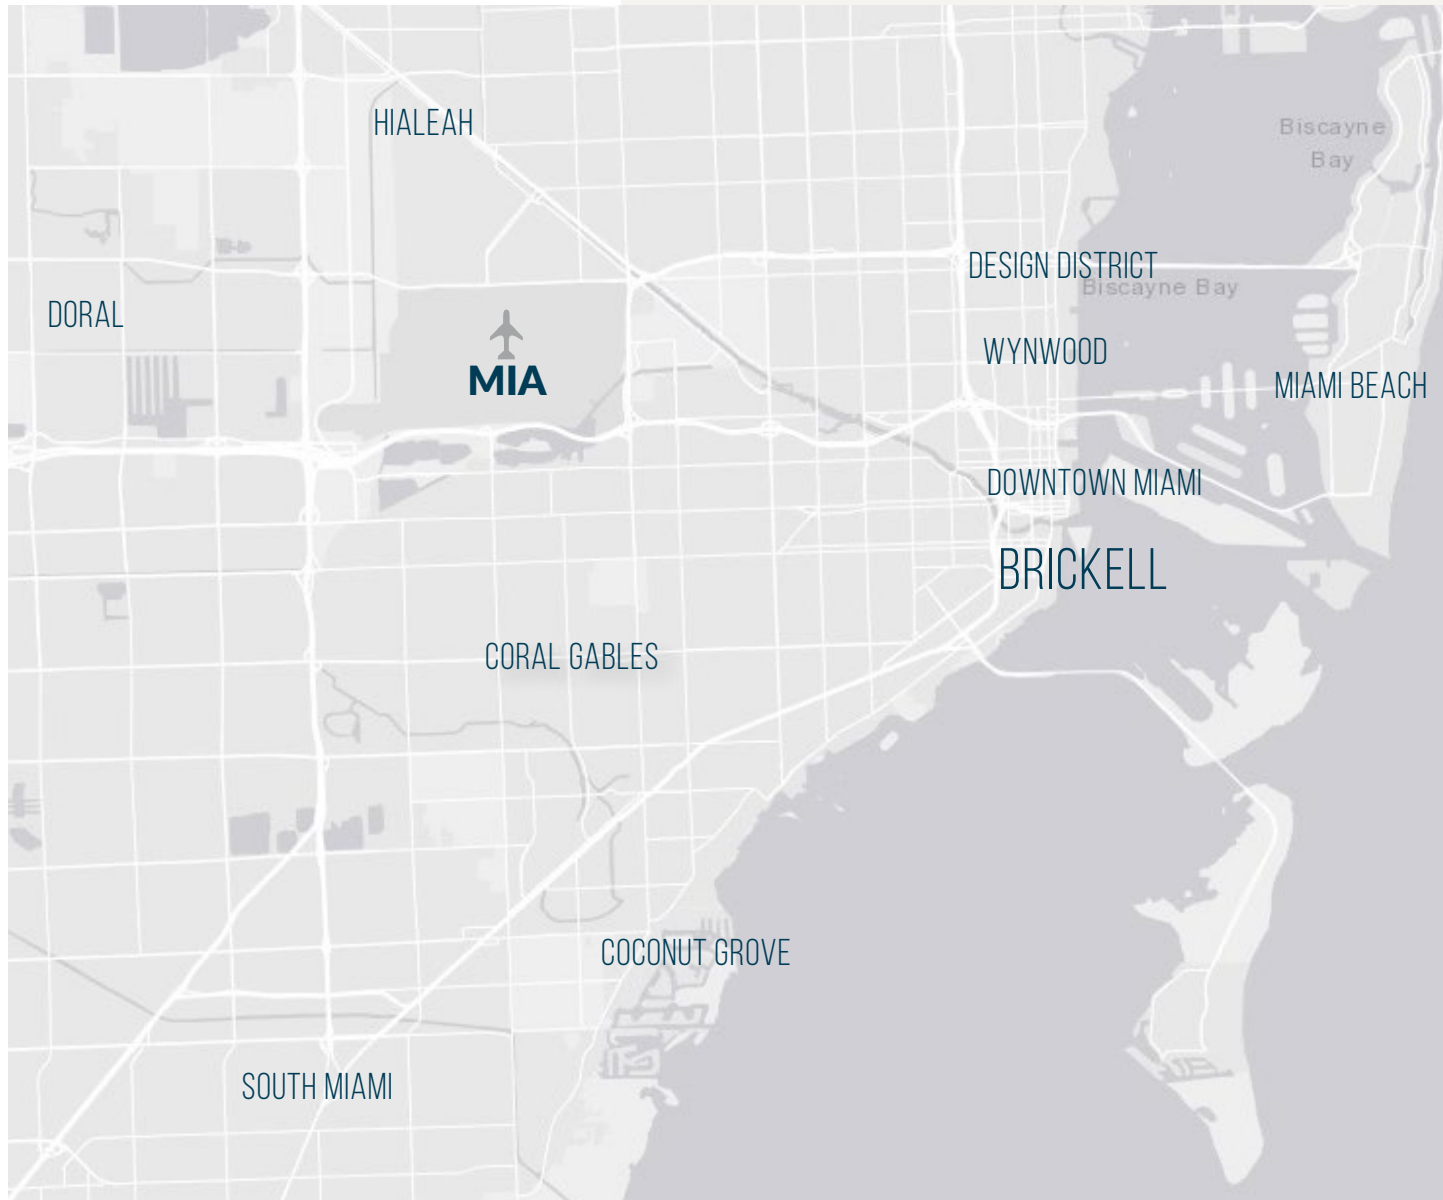 HIALEAH
Biscayne
Bay
DESIGN DISTRICT
Biscayne Bay
DORAL
WYNWOOD
MIA
MIAMI BEACH
DOWNTOWN MIAMI
BRICKELL
CORAL GABLES
COCONUT GROVE
SOUTH MIAMI